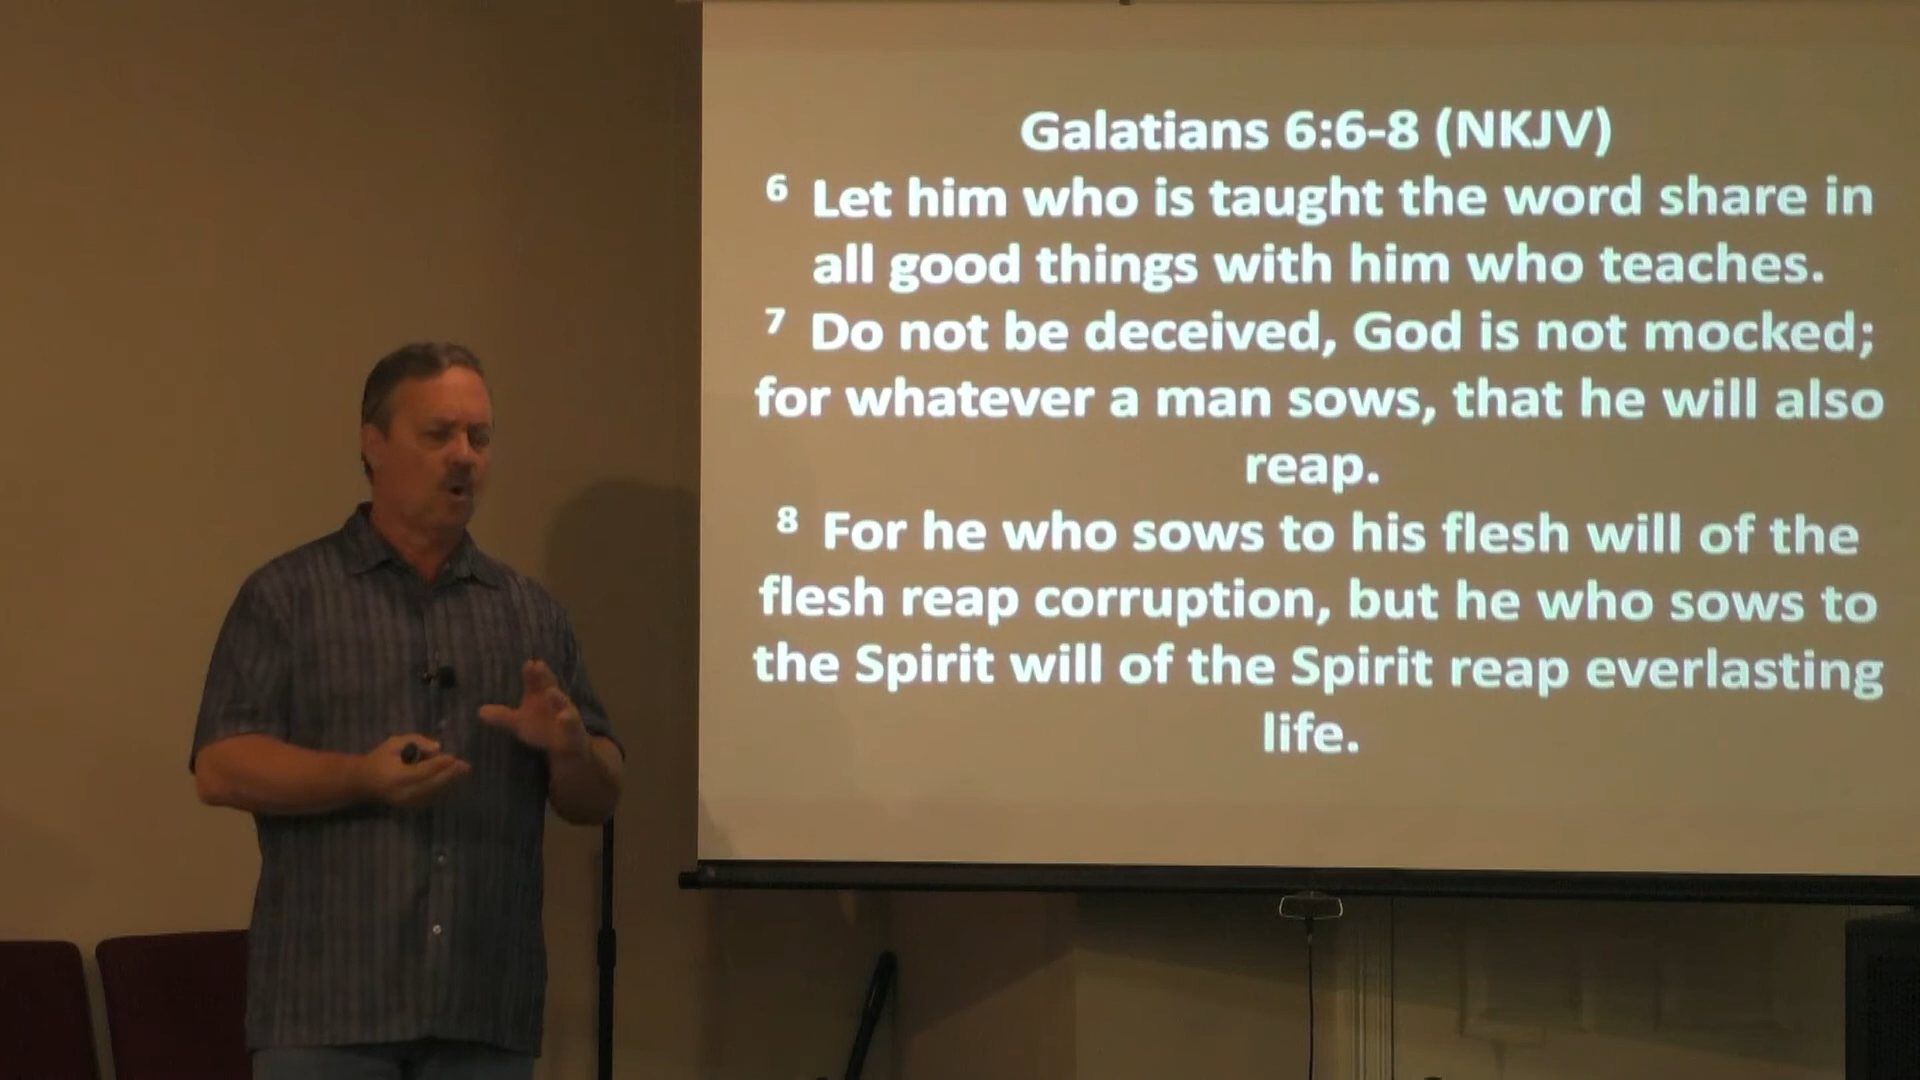 Galatians 6:6-8 (NKJV)
6 Let him who is taught the word share in
all good things with him who teaches.
7 Do not be deceived, God is not mocked;
for whatever a man sows, that he will also
reap.
8 For he who sows to his flesh will of the
flesh reap corruption, but he who sows to
the Spirit will of the Spirit reap everlasting
life.